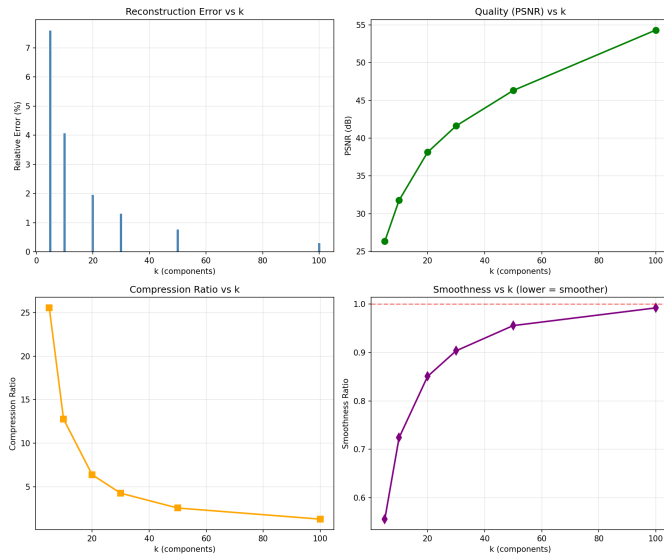 Reconstruction Error vs k
Relative Error (%)
7
6
5
4
3
2
1
0
0 20 40 60 80 100
k (components)
Quality (PSNR) vs k
PSNR (dB)
55
50
45
40
35
30
25
20 40 60 80 100
k (components)
Compression Ratio vs k
Compression Ratio
25
20
15
10
5
20 40 60 80 100
k (components)
Smoothness vs k (lower = smoother)
Smoothness Ratio
1.0
0.9
0.8
0.7
0.6
20 40 60 80 100
k (components)